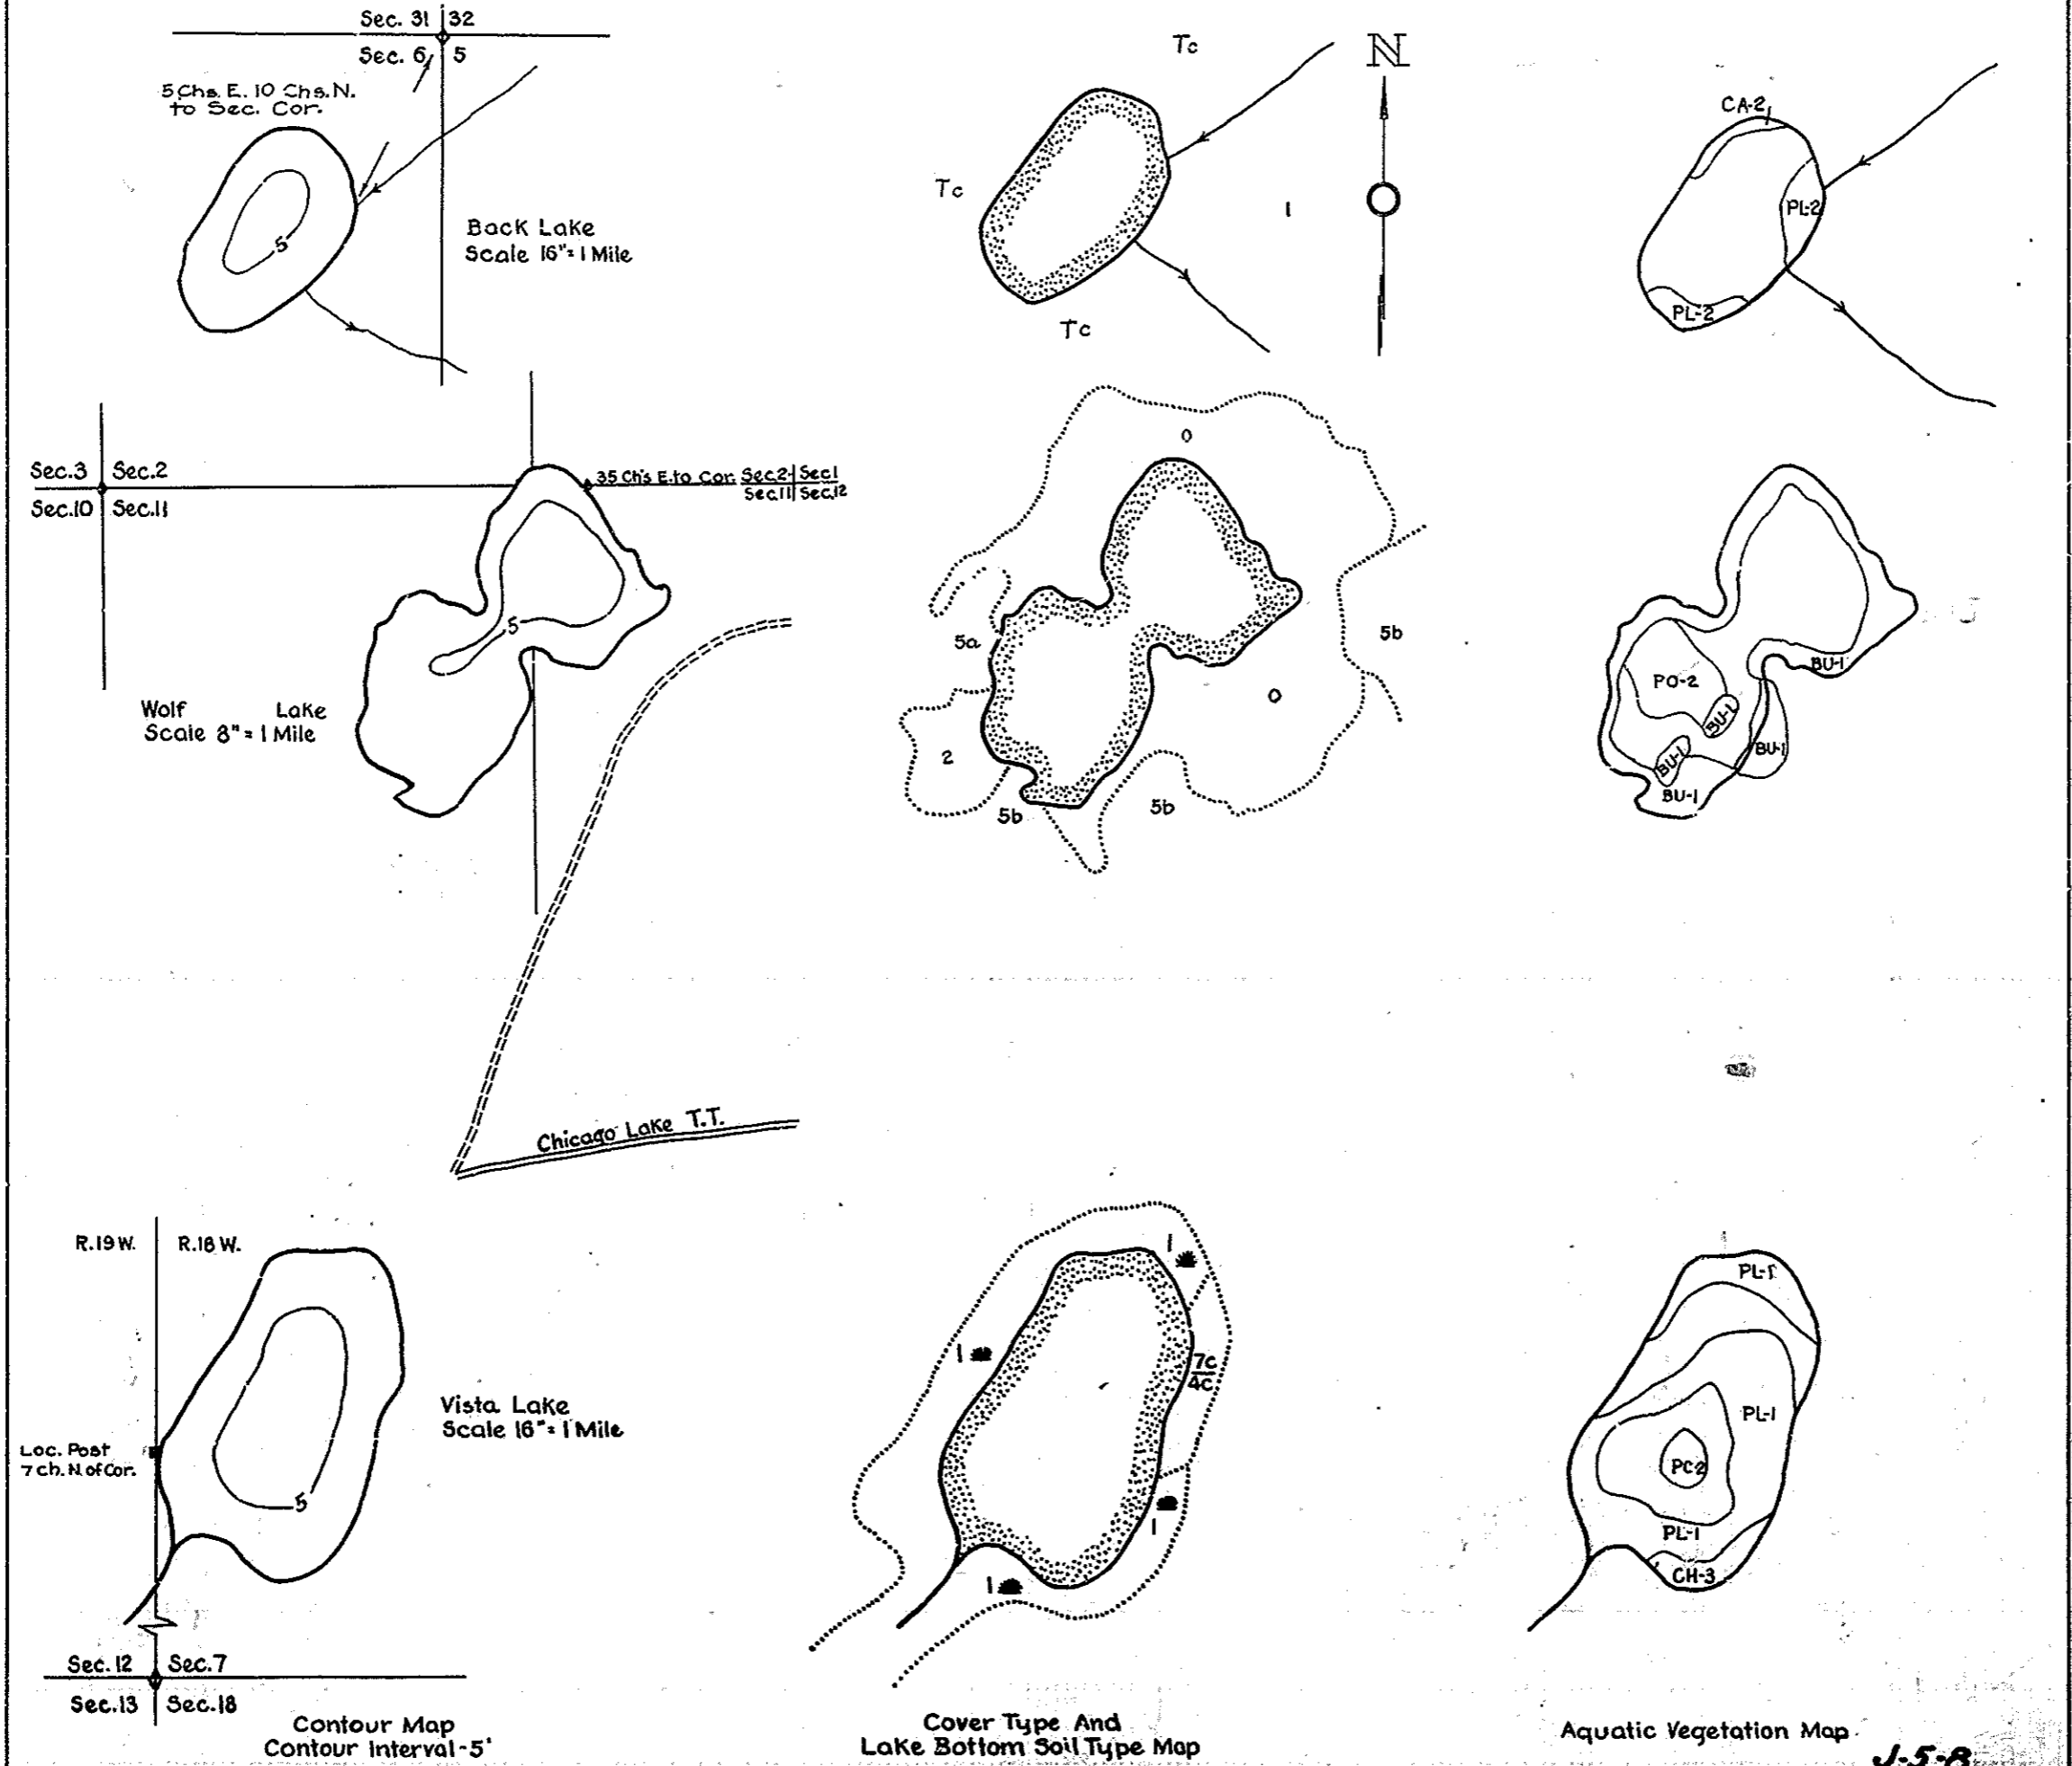 Sec. 31 32
Sec. 6 5
5 Chs. E. 10 Chs. N.
to Sec. Cor.
Back Lake
Scale 16" = 1 Mile
5
Tc
Tc
Tc
1
N
CA-2
PL-2
PL-2
Sec.3 Sec.2
Sec.10 Sec.11
35 Ch's E. to Cor. Sec.2 Sec.1
Sec.11 Sec.12
5
Wolf Lake
Scale 8" = 1 Mile
0
5a
5b
0
2
5b
5b
PO-2
BU-1
BU-1
BU-1
BU-1
BU-1
Chicago Lake T.T.
R.19 W. R.18 W.
Vista Lake
Scale 16" = 1 Mile
Loc. Post
7 ch. N. of Cor.
5
Sec. 12 Sec. 7
Sec. 13 Sec. 18
1
1
7c
4c
1
1
PL-1
PL-1
PC2
PL-1
CH-3
Contour Map
Contour Interval-5'
Cover Type And
Lake Bottom Soil Type Map
Aquatic Vegetation Map
J-5-8